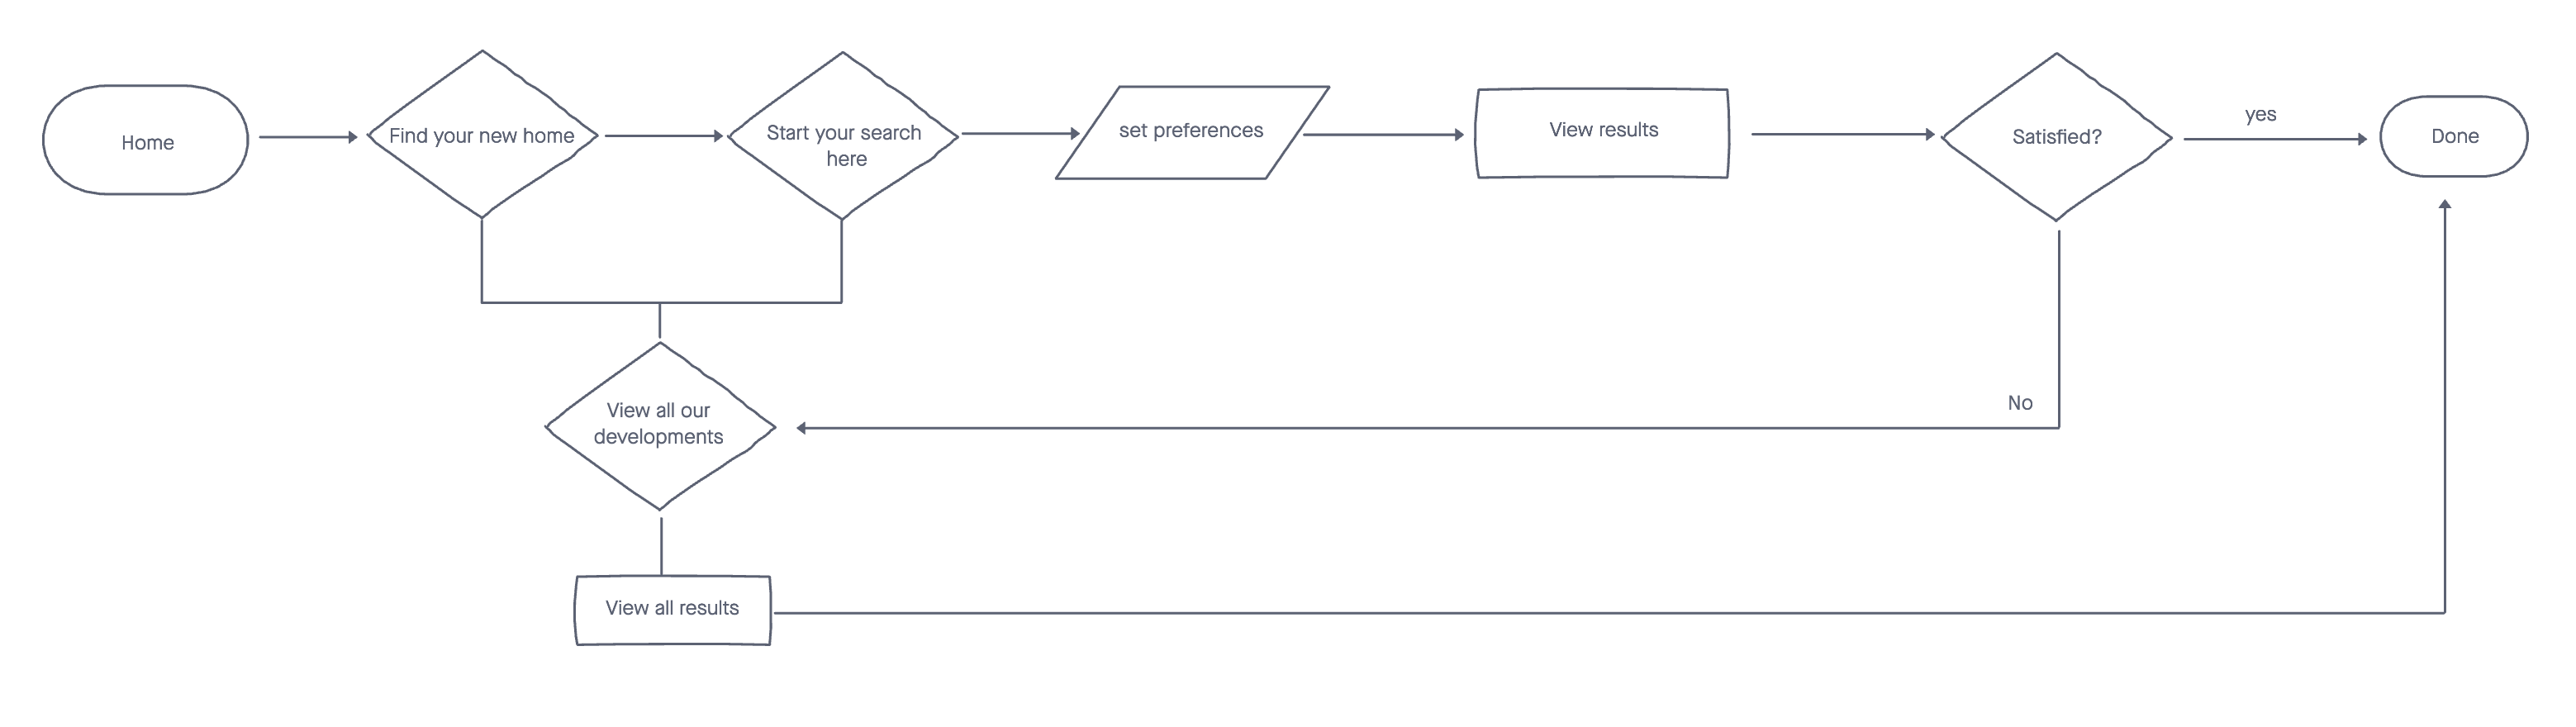 Home
Find your new home
Start your search
here
set preferences
View results
Satisfied?
yes
Done
No
View all our
developments
View all results